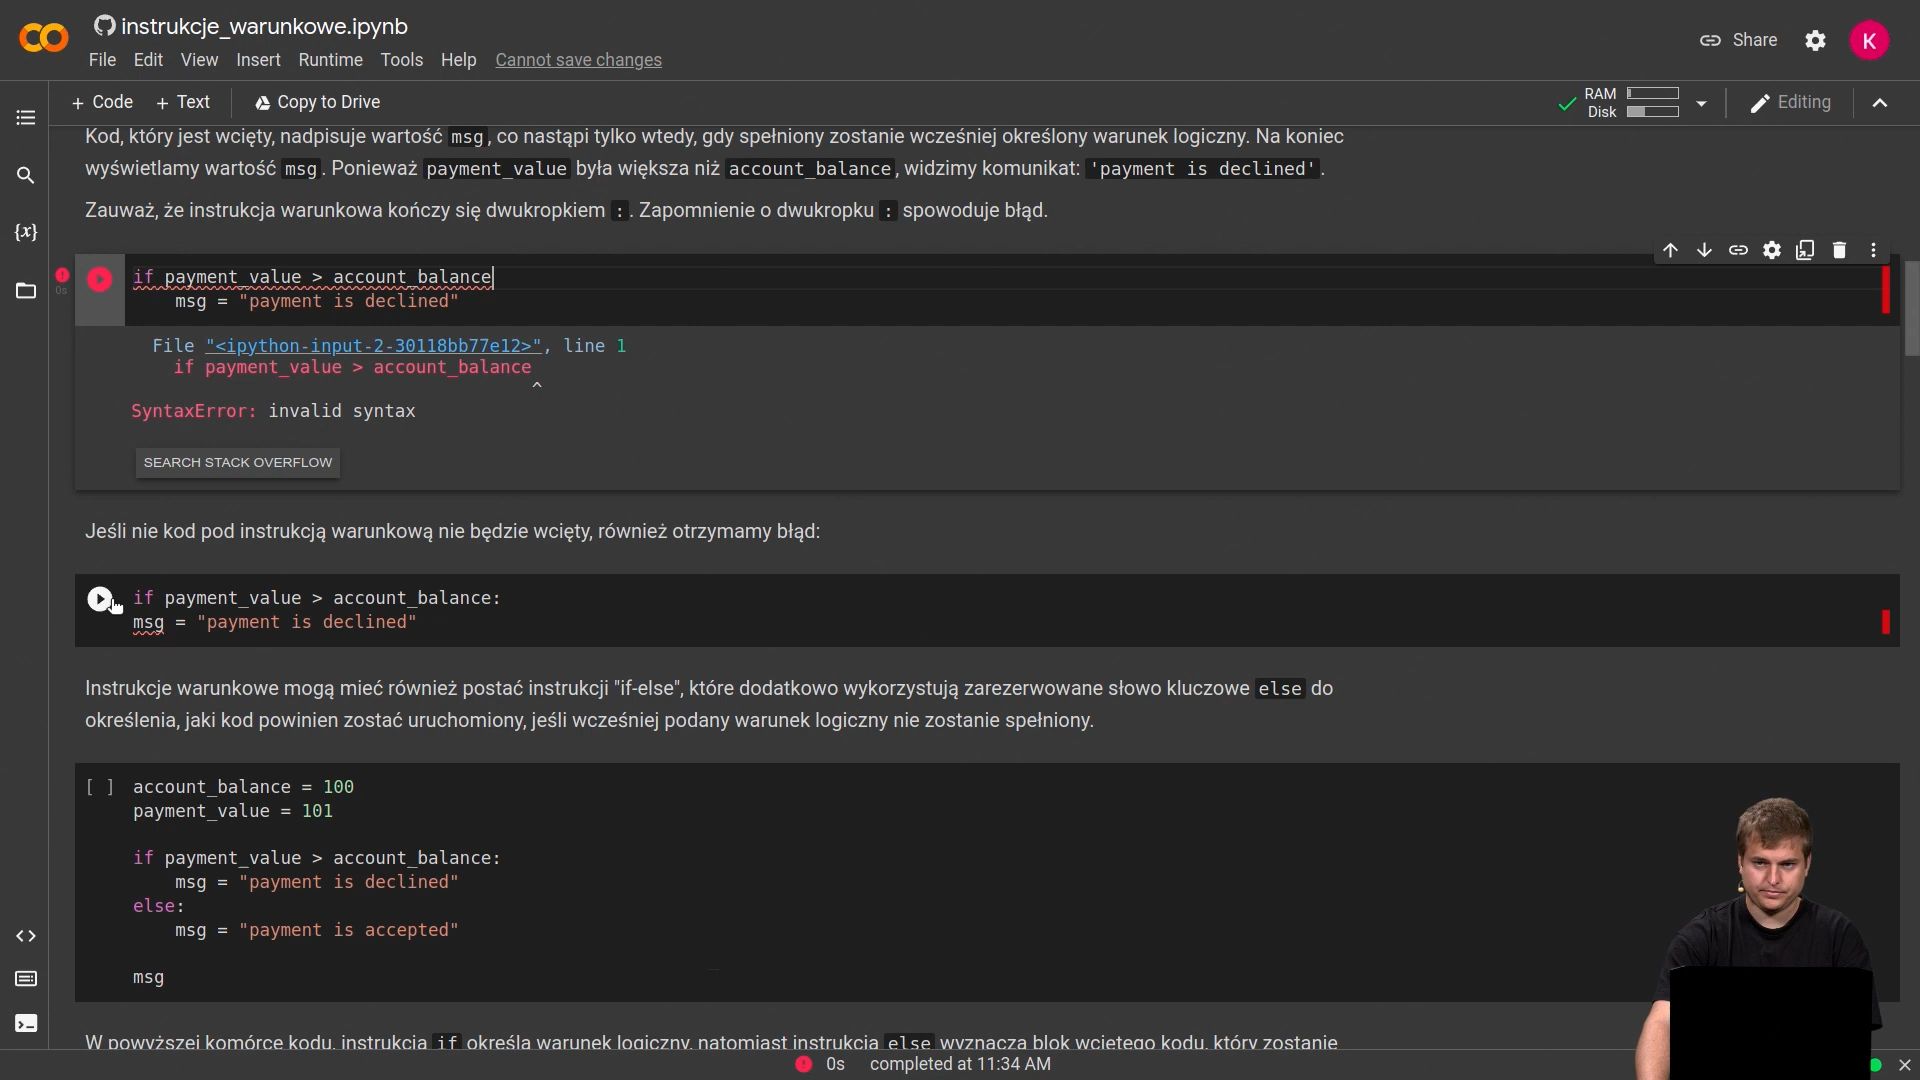 instrukcje_warunkowe.ipynb
File Edit View Insert Runtime Tools Help Cannot save changes
Share
K
+ Code + Text Copy to Drive
RAM
Disk
Editing
Kod, który jest wcięty, nadpisuje wartość msg, co nastąpi tylko wtedy, gdy spełniony zostanie wcześniej określony warunek logiczny. Na koniec
wyświetlamy wartość msg. Ponieważ payment_value była większa niż account_balance, widzimy komunikat: 'payment is declined'.
Zauważ, że instrukcja warunkowa kończy się dwukropkiem :. Zapomnienie o dwukropku : spowoduje błąd.
{x}
0s
if payment_value > account_balance
msg = "payment is declined"
File "<ipython-input-2-30118bb77e12>", line 1
if payment_value > account_balance
^
SyntaxError: invalid syntax
SEARCH STACK OVERFLOW
Jeśli nie kod pod instrukcją warunkową nie będzie wcięty, również otrzymamy błąd:
if payment_value > account_balance:
msg = "payment is declined"
Instrukcje warunkowe mogą mieć również postać instrukcji "if-else", które dodatkowo wykorzystują zarezerwowane słowo kluczowe else do
określenia, jaki kod powinien zostać uruchomiony, jeśli wcześniej podany warunek logiczny nie zostanie spełniony.
[ ] account_balance = 100
payment_value = 101
if payment_value > account_balance:
msg = "payment is declined"
else:
msg = "payment is accepted"
msg
W powyższej komórce kodu, instrukcja if określa warunek logiczny, natomiast instrukcja else wyznacza blok wciętego kodu, który zostanie
0s completed at 11:34 AM